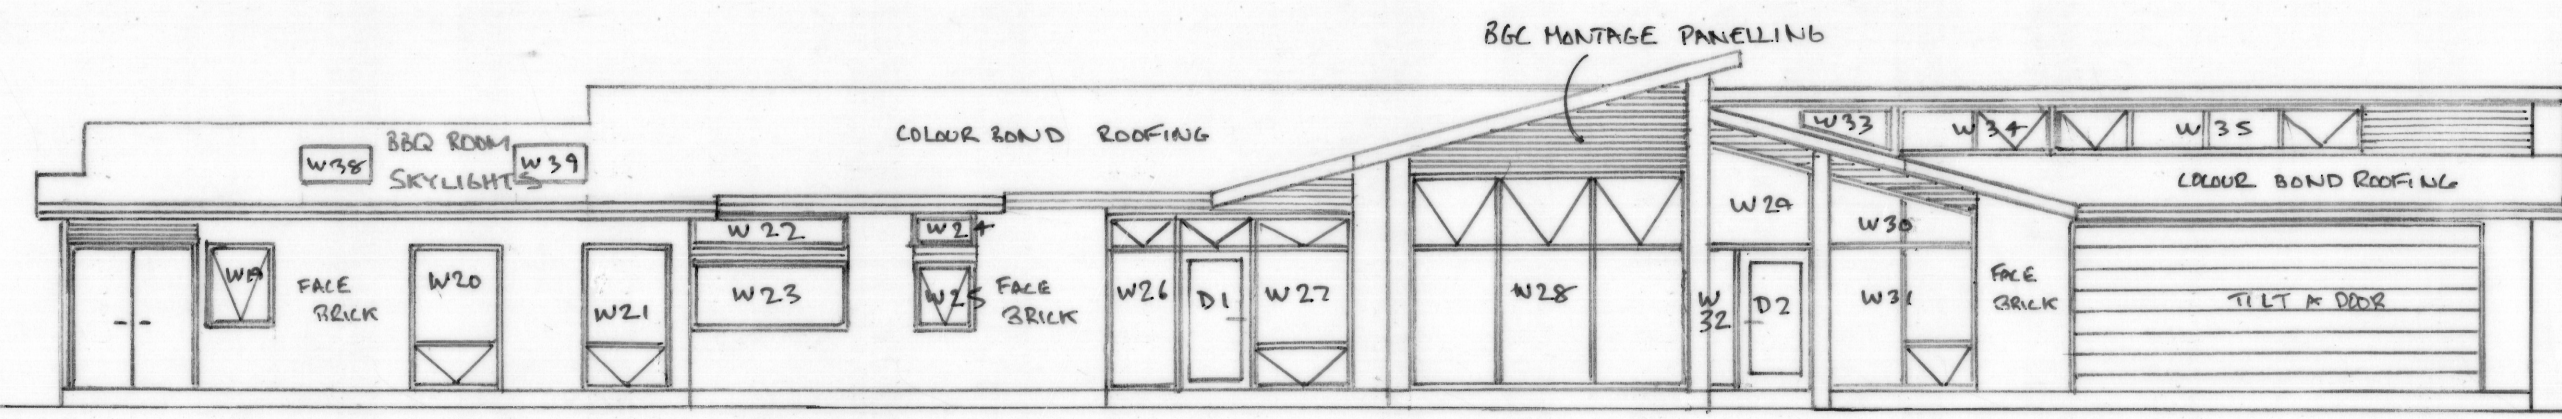 BGC MONTAGE PANELLING
COLOUR BOND ROOFING
BBQ ROOM
SKYLIGHTS
W38
W39
W33
W34
W35
COLOUR BOND ROOFING
W22
W24
W29
W30
W19
FACE
BRICK
W20
W21
W23
W25
FACE
BRICK
W26
D1
W27
W28
W
32
D2
W31
FACE
BRICK
TILT A DOOR